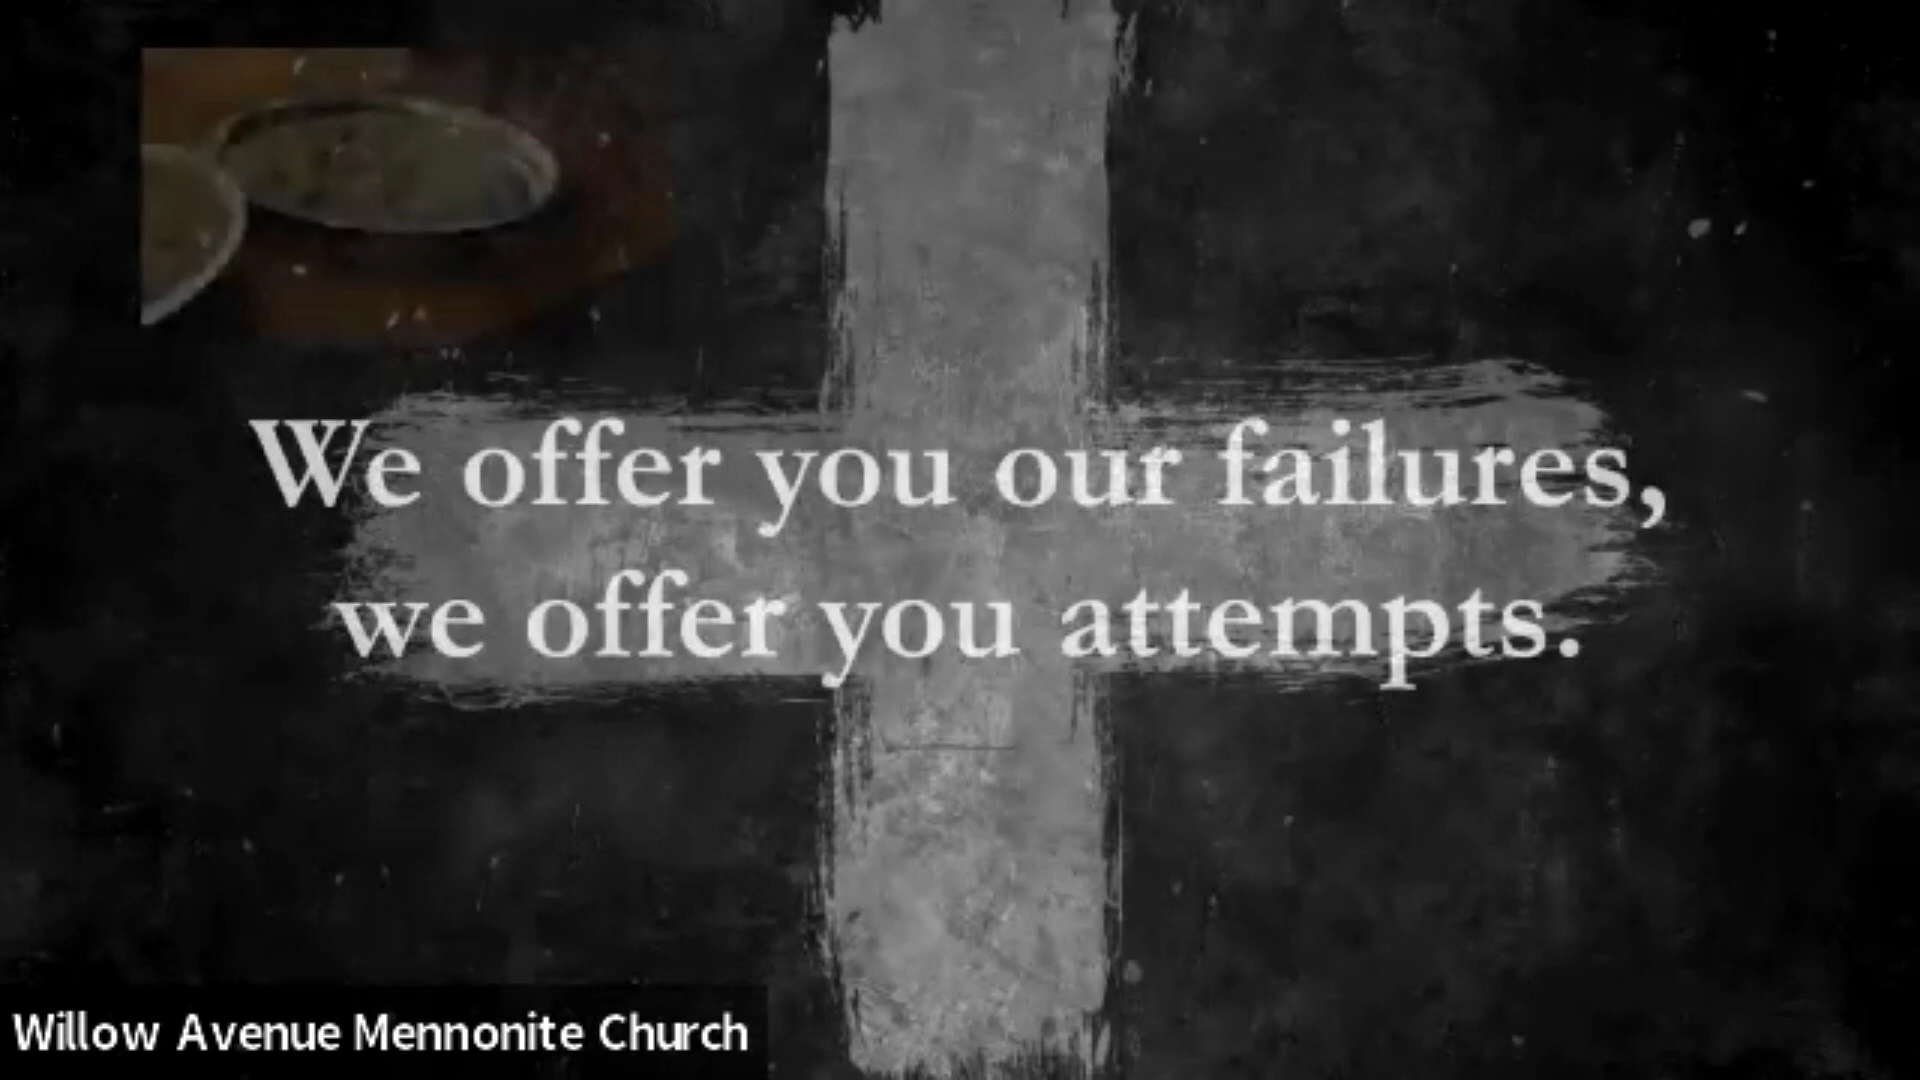 We offer you our failures,
we offer you attempts.
Willow Avenue Mennonite Church